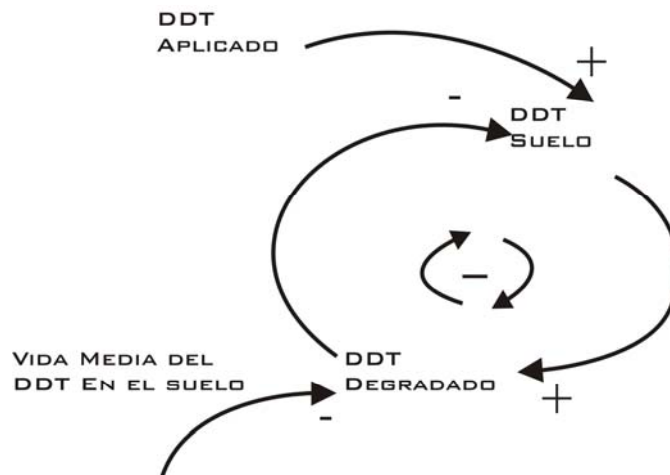 DDT
APLICADO
+
-
DDT
SUELO
-
VIDA MEDIA DEL
DDT EN EL SUELO
DDT
DEGRADADO
-
+